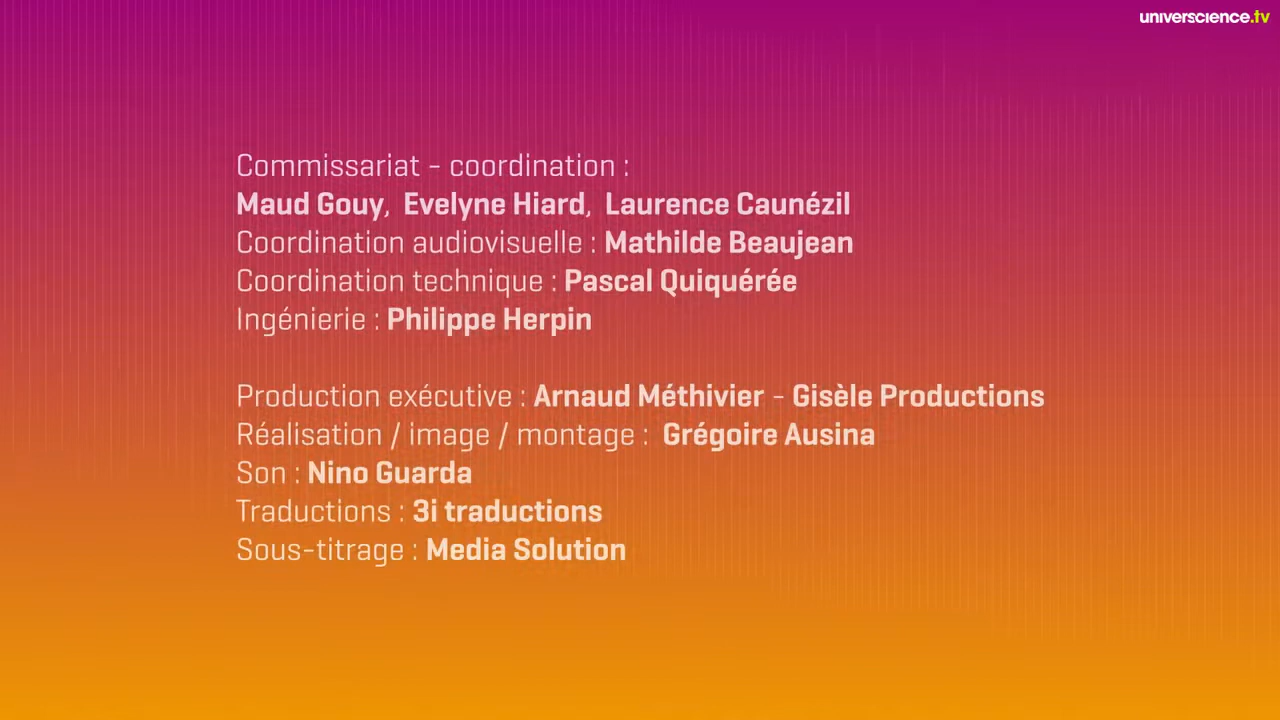 universcience.tv
Commissariat - coordination :
Maud Gouy, Evelyne Hiard, Laurence Caunézil
Coordination audiovisuelle : Mathilde Beaujean
Coordination technique : Pascal Quiquérée
Ingénierie : Philippe Herpin
Production exécutive : Arnaud Méthivier - Gisèle Productions
Réalisation / image / montage : Grégoire Ausina
Son : Nino Guarda
Traductions : 3i traductions
Sous-titrage : Media Solution